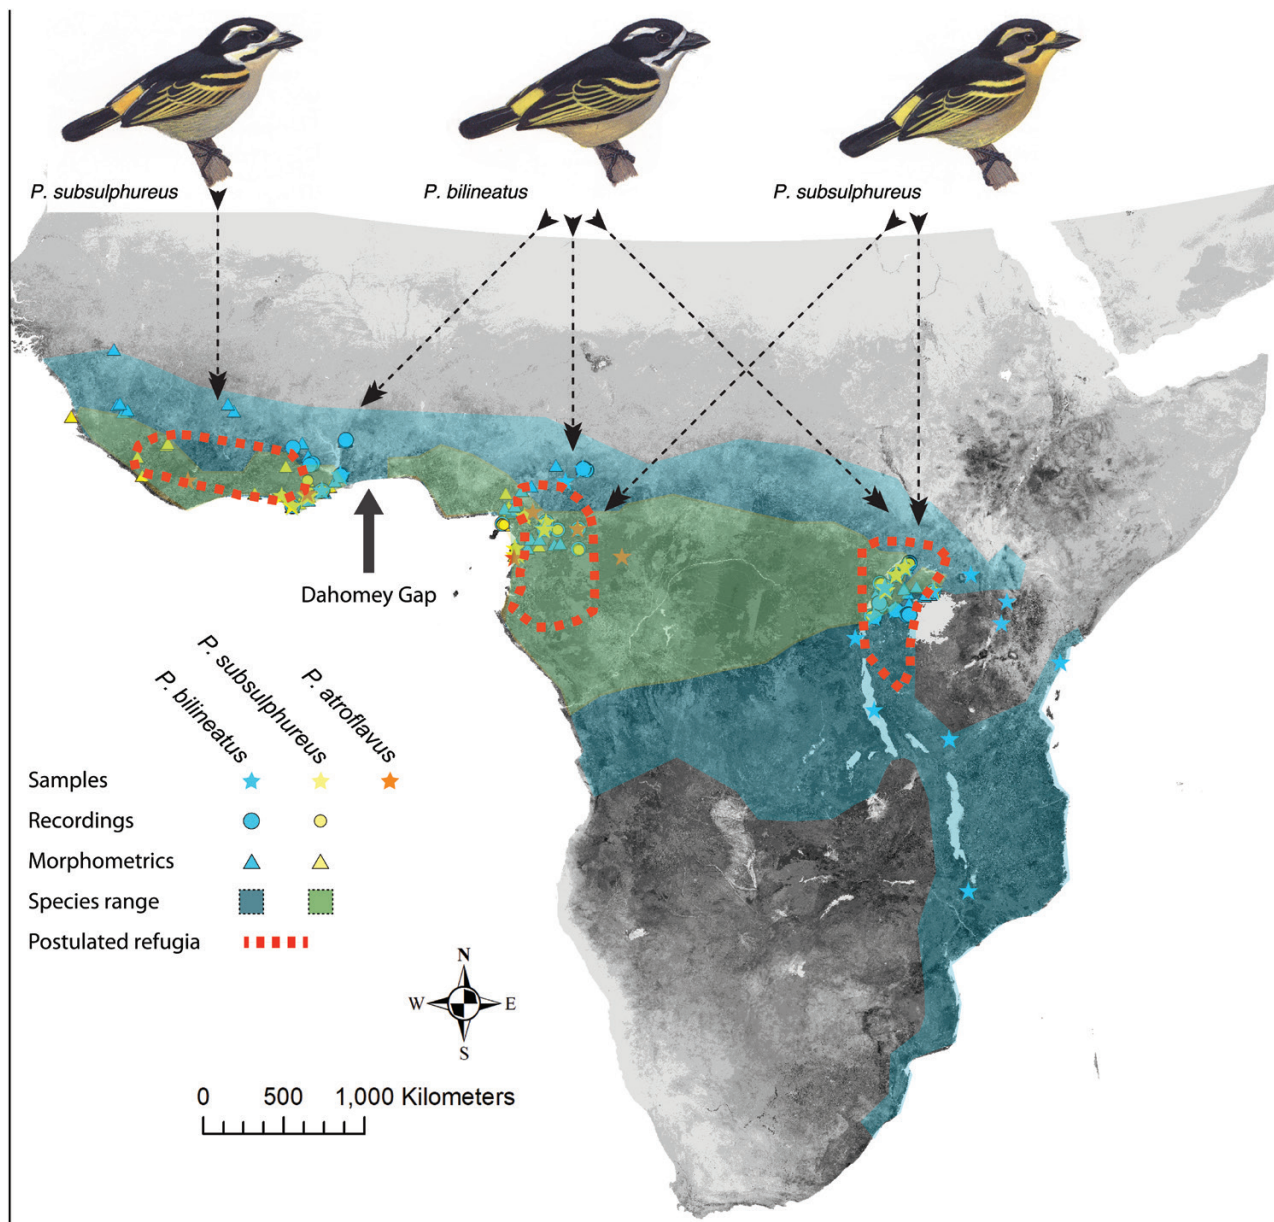 P. subsulphureus
P. bilineatus
P. subsulphureus
Dahomey Gap
P. bilineatus
P. subsulphureus
P. atroflavus
Samples
Recordings
Morphometrics
Species range
Postulated refugia
N
W
E
S
0 500 1,000 Kilometers